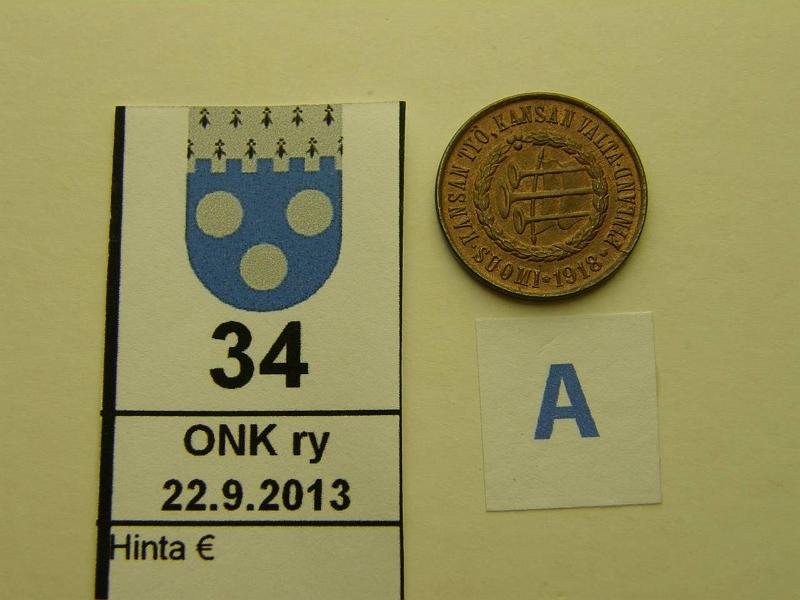 34
ONK ry
22.9.2013
Hinta €
·KANSAN TYÖ, KANSAN VALTA·
SUOMI · 1918 · FINLAND
A